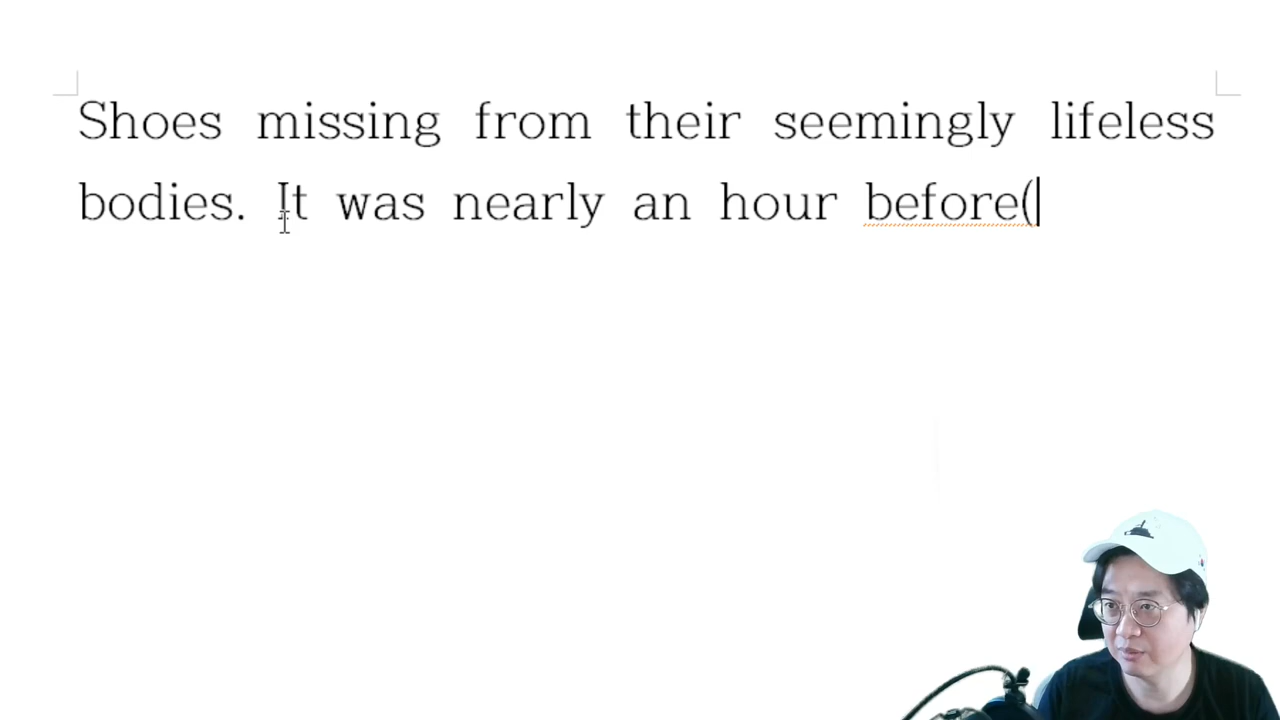 Shoes missing from their seemingly lifeless
bodies. It was nearly an hour before(